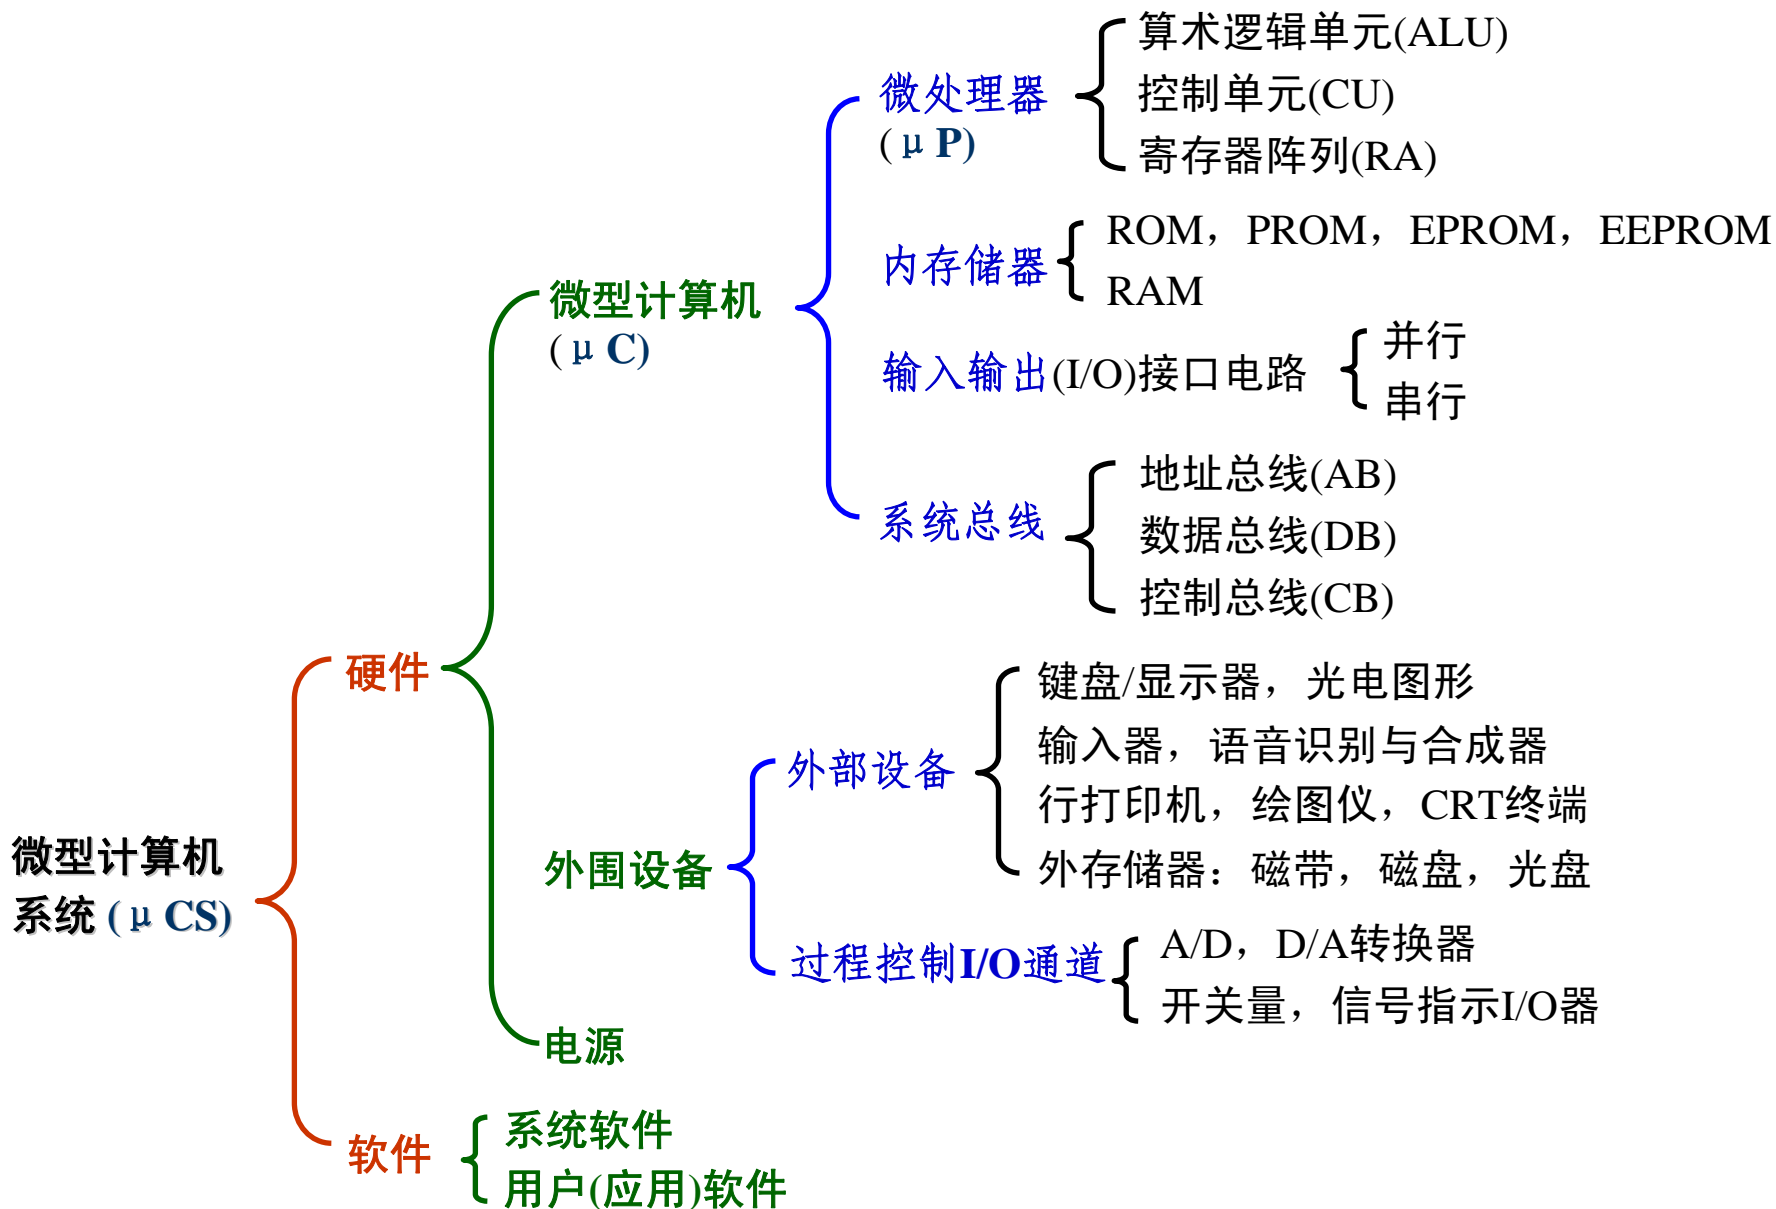 算术逻辑单元(ALU)
微处理器
控制单元(CU)
(μP)
寄存器阵列(RA)
ROM，PROM，EPROM，EEPROM
内存储器
RAM
微型计算机
(μC)
并行
输入输出(I/O)接口电路
串行
地址总线(AB)
系统总线
数据总线(DB)
控制总线(CB)
硬件
键盘/显示器，光电图形
输入器，语音识别与合成器
外部设备
行打印机，绘图仪，CRT终端
外存储器：磁带，磁盘，光盘
外围设备
微型计算机
系统(μCS)
A/D，D/A转换器
过程控制I/O通道
开关量，信号指示I/O器
电源
系统软件
软件
用户(应用)软件